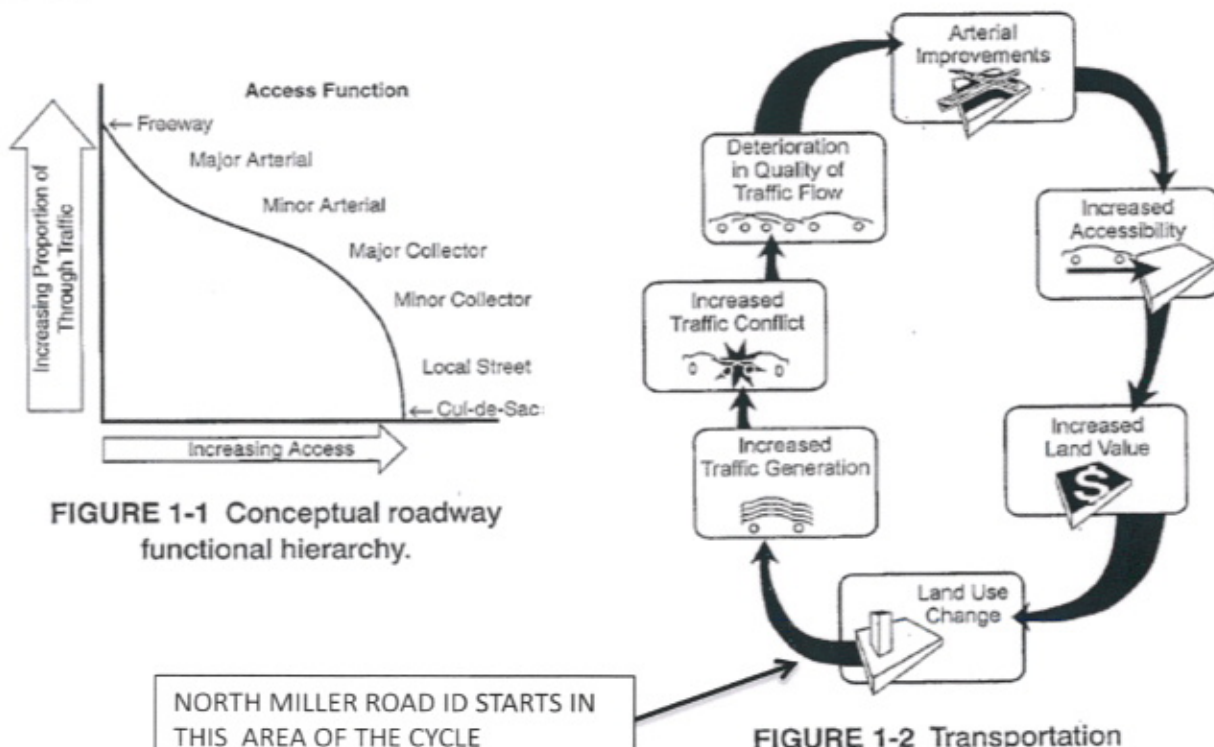 Access Function
← Freeway
Major Arterial
Minor Arterial
Major Collector
Minor Collector
Local Street
← Cul-de-Sac
Increasing Proportion of
Through Traffic
Increasing Access
FIGURE 1-1 Conceptual roadway
functional hierarchy.
Arterial
Improvements
Increased
Accessibility
Increased
Land Value
$
Land Use
Change
Increased
Traffic Generation
Increased
Traffic Conflict
Deterioration
in Quality of
Traffic Flow
NORTH MILLER ROAD ID STARTS IN
THIS AREA OF THE CYCLE
FIGURE 1-2 Transportation